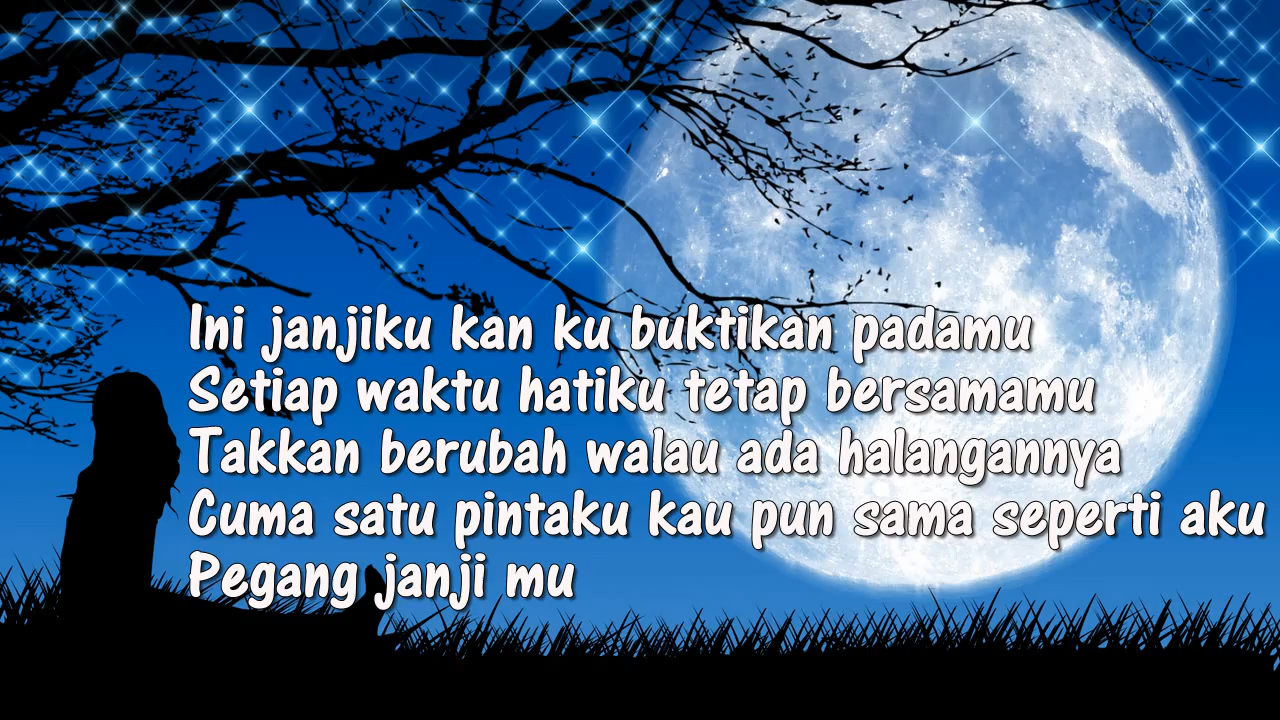 Ini janjiku kan ku buktikan padamu
Setiap waktu hatiku tetap bersamamu
Takkan berubah walau ada halangannya
Cuma satu pintaku kau pun sama seperti aku
Pegang janji mu